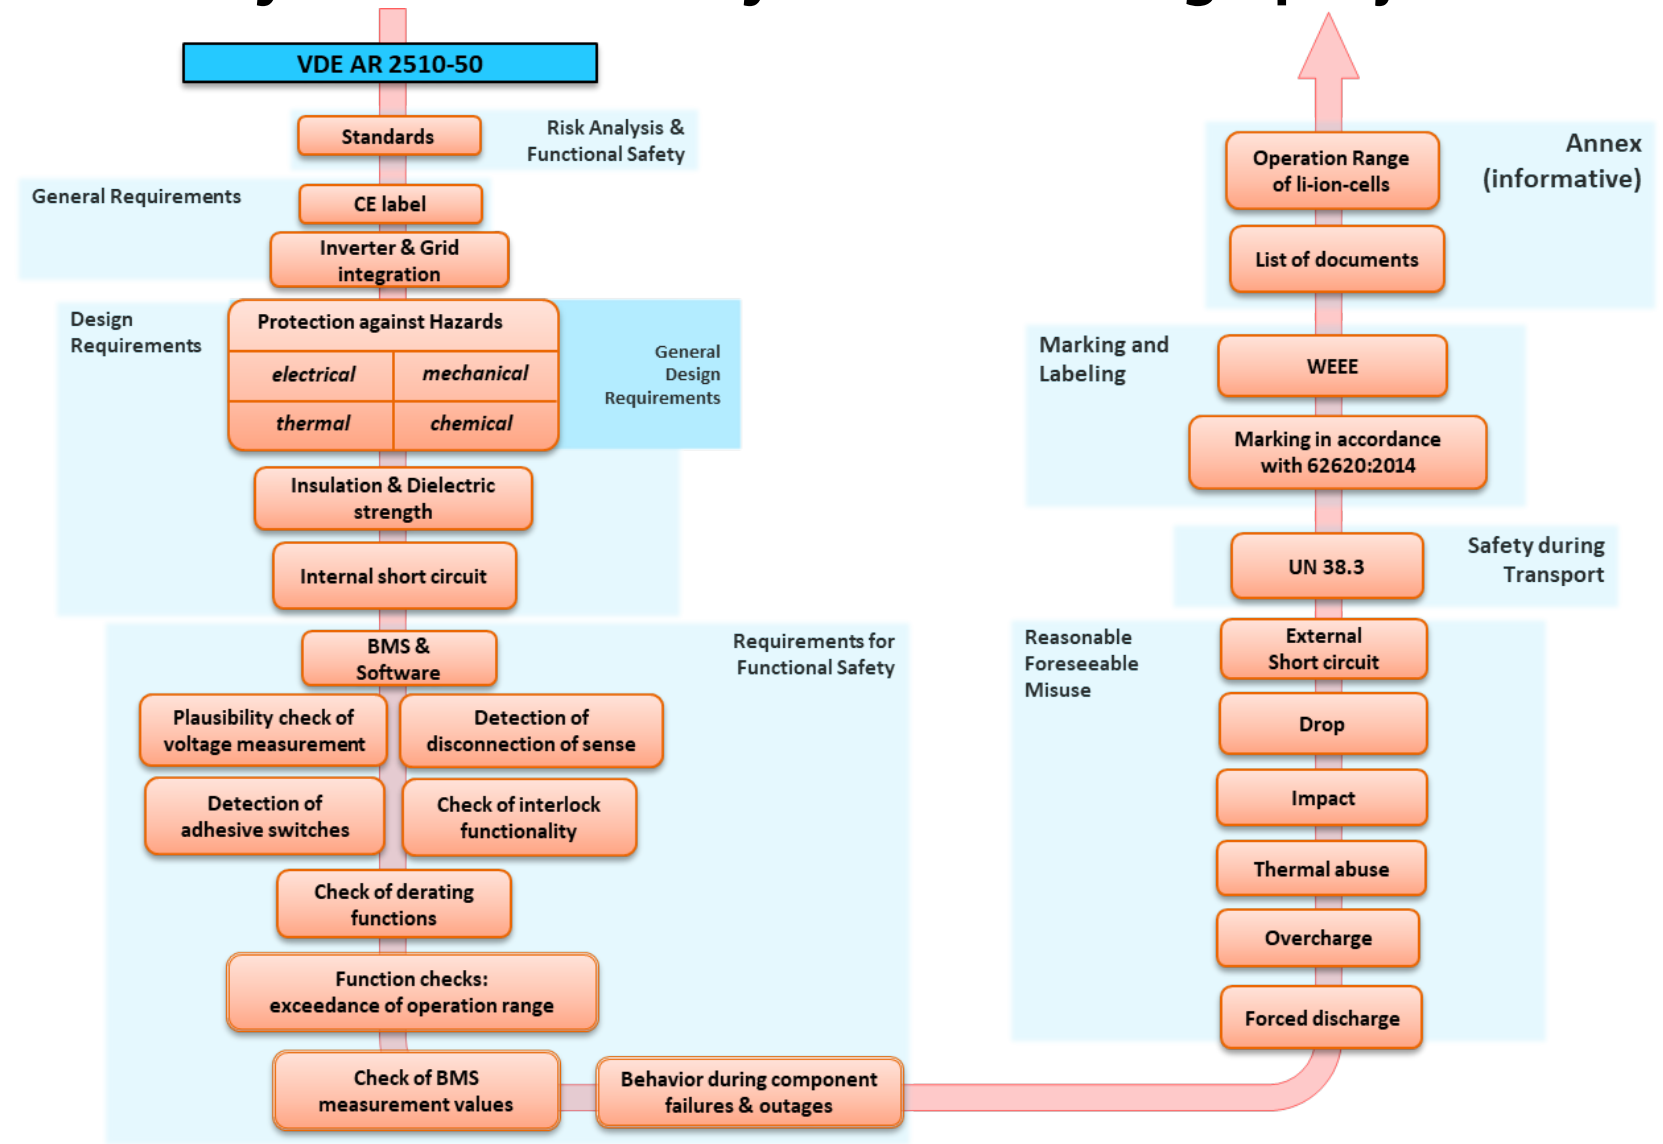 VDE AR 2510-50
Standards
Risk Analysis &
Functional Safety
General Requirements
CE label
Inverter & Grid
integration
Design
Requirements
Protection against Hazards
electrical
mechanical
thermal
chemical
General
Design
Requirements
Insulation & Dielectric
strength
Internal short circuit
BMS &
Software
Requirements for
Functional Safety
Plausibility check of
voltage measurement
Detection of
disconnection of sense
Detection of
adhesive switches
Check of interlock
functionality
Check of derating
functions
Function checks:
exceedance of operation range
Check of BMS
measurement values
Behavior during component
failures & outages
Operation Range
of li-ion-cells
Annex
(informative)
List of documents
Marking and
Labeling
WEEE
Marking in accordance
with 62620:2014
UN 38.3
Safety during
Transport
Reasonable
Foreseeable
Misuse
External
Short circuit
Drop
Impact
Thermal abuse
Overcharge
Forced discharge